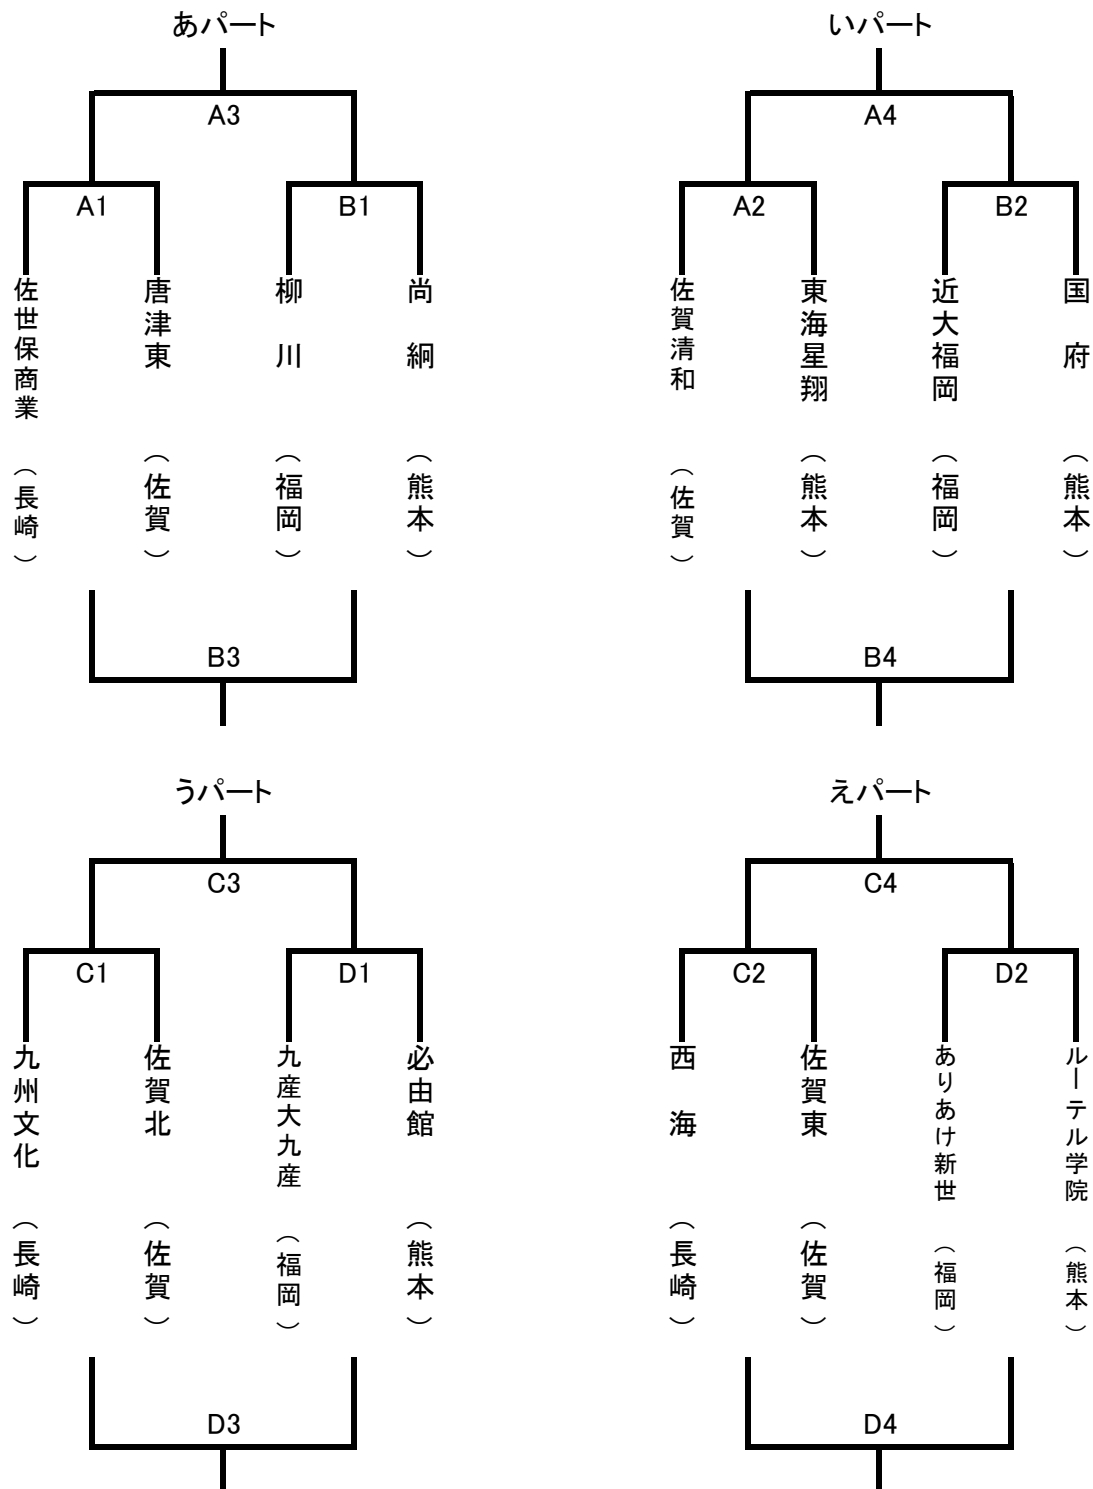 あパート
いパート
A3
A4
A1
B1
A2
B2
佐世保商業（長崎）
唐津東（佐賀）
柳川（福岡）
尚絅（熊本）
佐賀清和（佐賀）
東海星翔（熊本）
近大福岡（福岡）
国府（熊本）
B3
B4
うパート
えパート
C3
C4
C1
D1
C2
D2
九州文化（長崎）
佐賀北（佐賀）
九産大九産（福岡）
必由館（熊本）
西海（長崎）
佐賀東（佐賀）
ありあけ新世（福岡）
ルーテル学院（熊本）
D3
D4